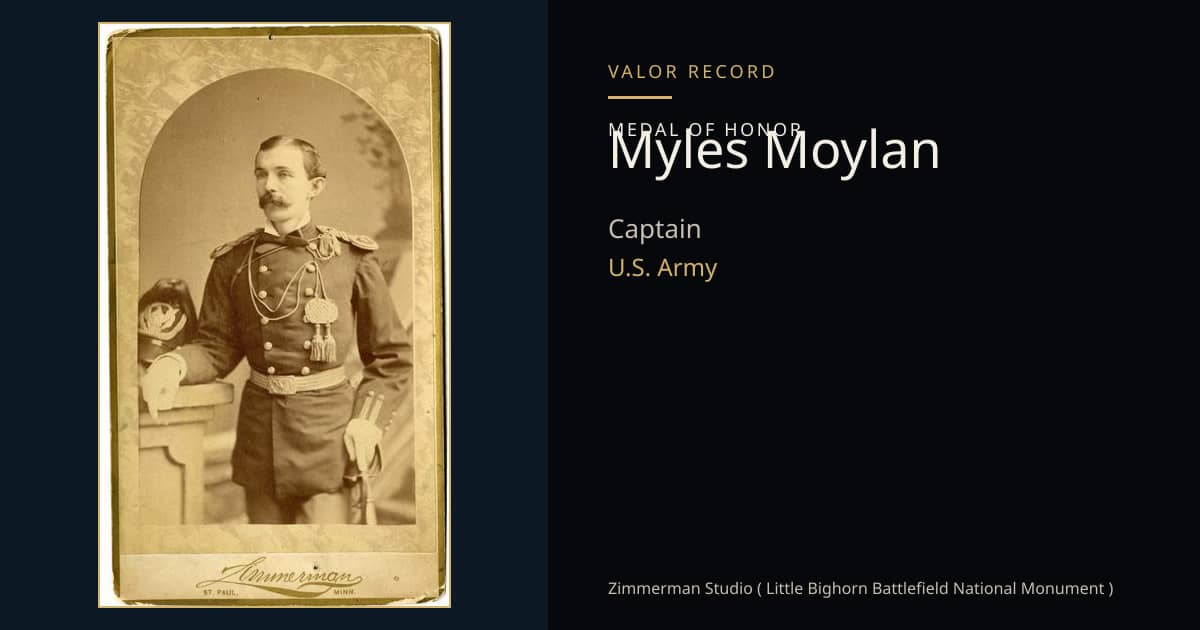 VALOR RECORD
MEDAL OF HONOR
Myles Moylan
Captain
U.S. Army
Zimmerman
ST. PAUL, MINN.
Zimmerman Studio ( Little Bighorn Battlefield National Monument )